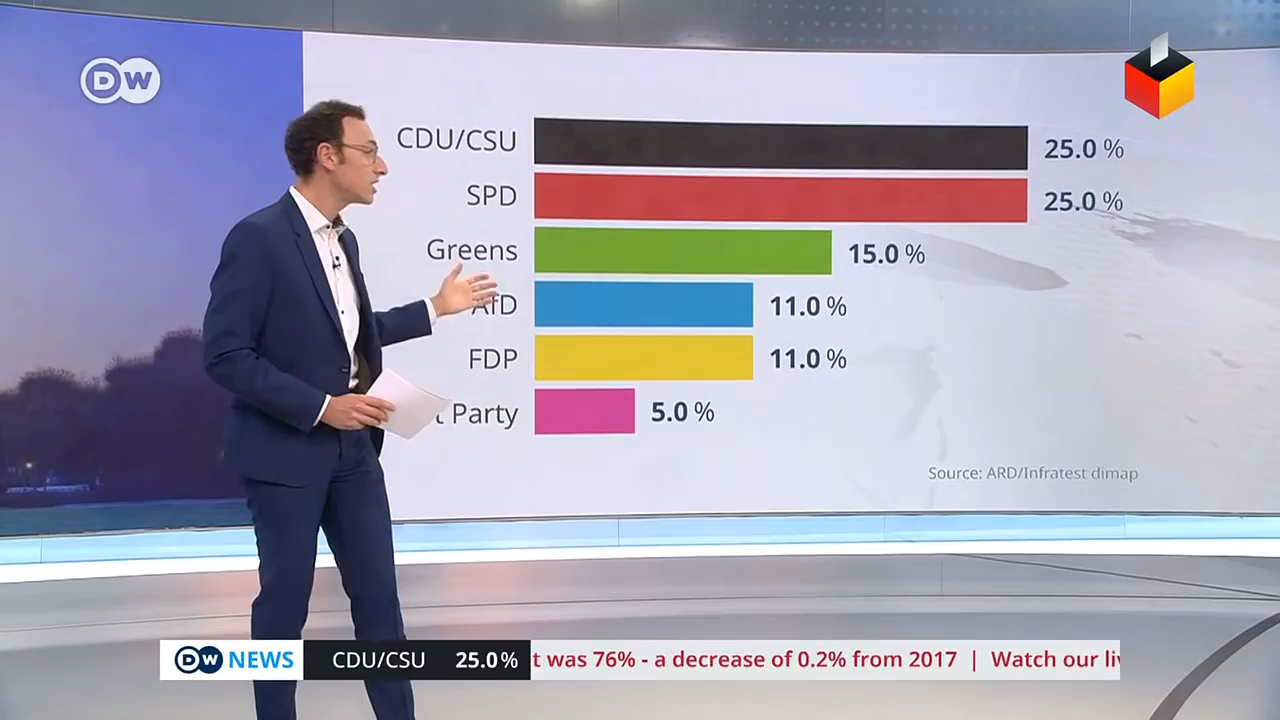 DW
CDU/CSU 25.0 %
SPD 25.0 %
Greens 15.0 %
AfD 11.0 %
FDP 11.0 %
Party 5.0 %
Source: ARD/Infratest dimap
DW NEWS CDU/CSU 25.0% t was 76% - a decrease of 0.2% from 2017 | Watch our